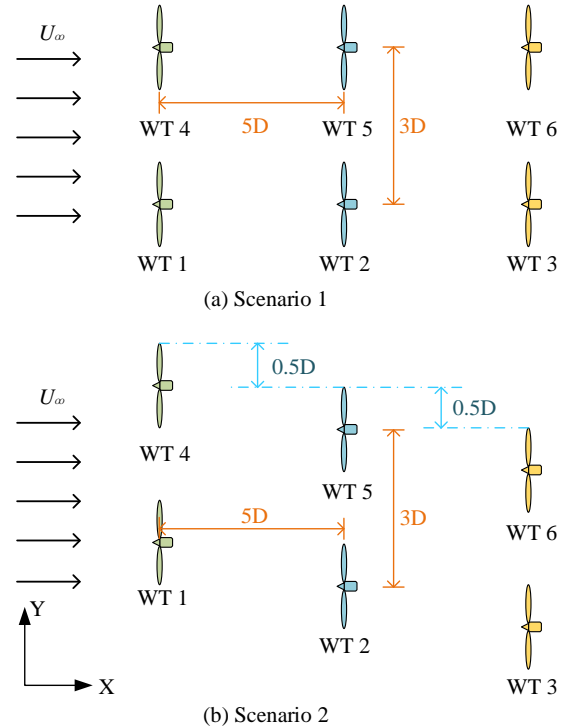 U∞
WT 4
5D
WT 5
3D
WT 6
WT 1
WT 2
WT 3
(a) Scenario 1
0.5D
U∞
0.5D
WT 4
WT 5
5D
3D
WT 6
WT 1
Y
WT 2
X
WT 3
(b) Scenario 2